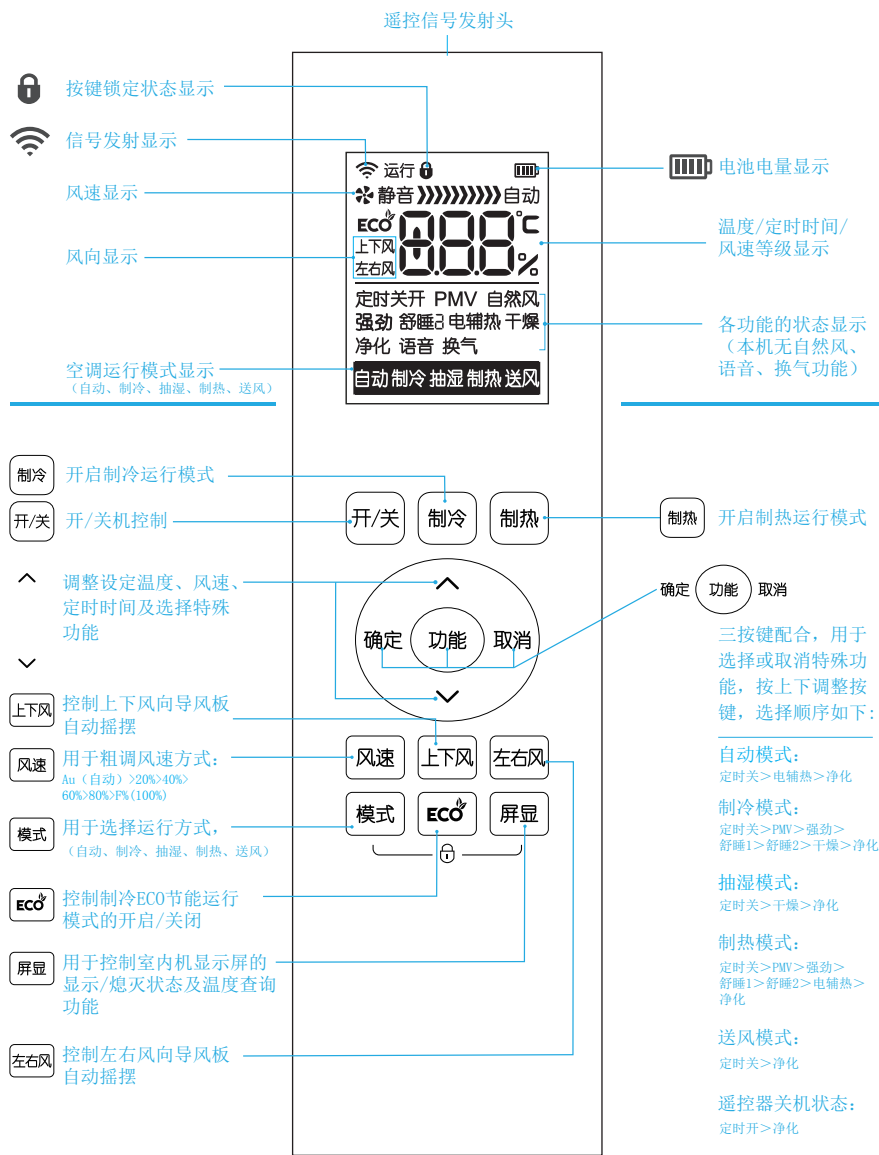 遥控信号发射头
按键锁定状态显示
信号发射显示
风速显示
风向显示
空调运行模式显示
（自动、制冷、抽湿、制热、送风）
运行
静音 自动
ECO 888 ℃
上下风
左右风 %
定时关开 PMV 自然风
强劲 舒睡 电辅热 干燥
净化 语音 换气
自动 制冷 抽湿 制热 送风
电池电量显示
温度/定时时间/
风速等级显示
各功能的状态显示
（本机无自然风、
语音、换气功能）
制冷 开启制冷运行模式
开/关 开/关机控制
调整设定温度、风速、
定时时间及选择特殊
功能
上下风 控制上下风向导风板
自动摇摆
风速 用于粗调风速方式：
Au（自动）>20%>40%>
60%>80%>F%(100%)
模式 用于选择运行方式，
（自动、制冷、抽湿、制热、送风）
ECO 控制制冷ECO节能运行
模式的开启/关闭
屏显 用于控制室内机显示屏的
显示/熄灭状态及温度查询
功能
左右风 控制左右风向导风板
自动摇摆
开/关 制冷 制热
确定 功能 取消
风速 上下风 左右风
模式 ECO 屏显
制热 开启制热运行模式
确定 功能 取消
三按键配合，用于
选择或取消特殊功
能，按上下调整按
键，选择顺序如下：
自动模式：
定时关＞电辅热＞净化
制冷模式：
定时关＞PMV＞强劲＞
舒睡1＞舒睡2＞干燥＞净化
抽湿模式：
定时关＞干燥＞净化
制热模式：
定时关＞PMV＞强劲＞
舒睡1＞舒睡2＞电辅热＞
净化
送风模式：
定时关＞净化
遥控器关机状态：
定时开＞净化